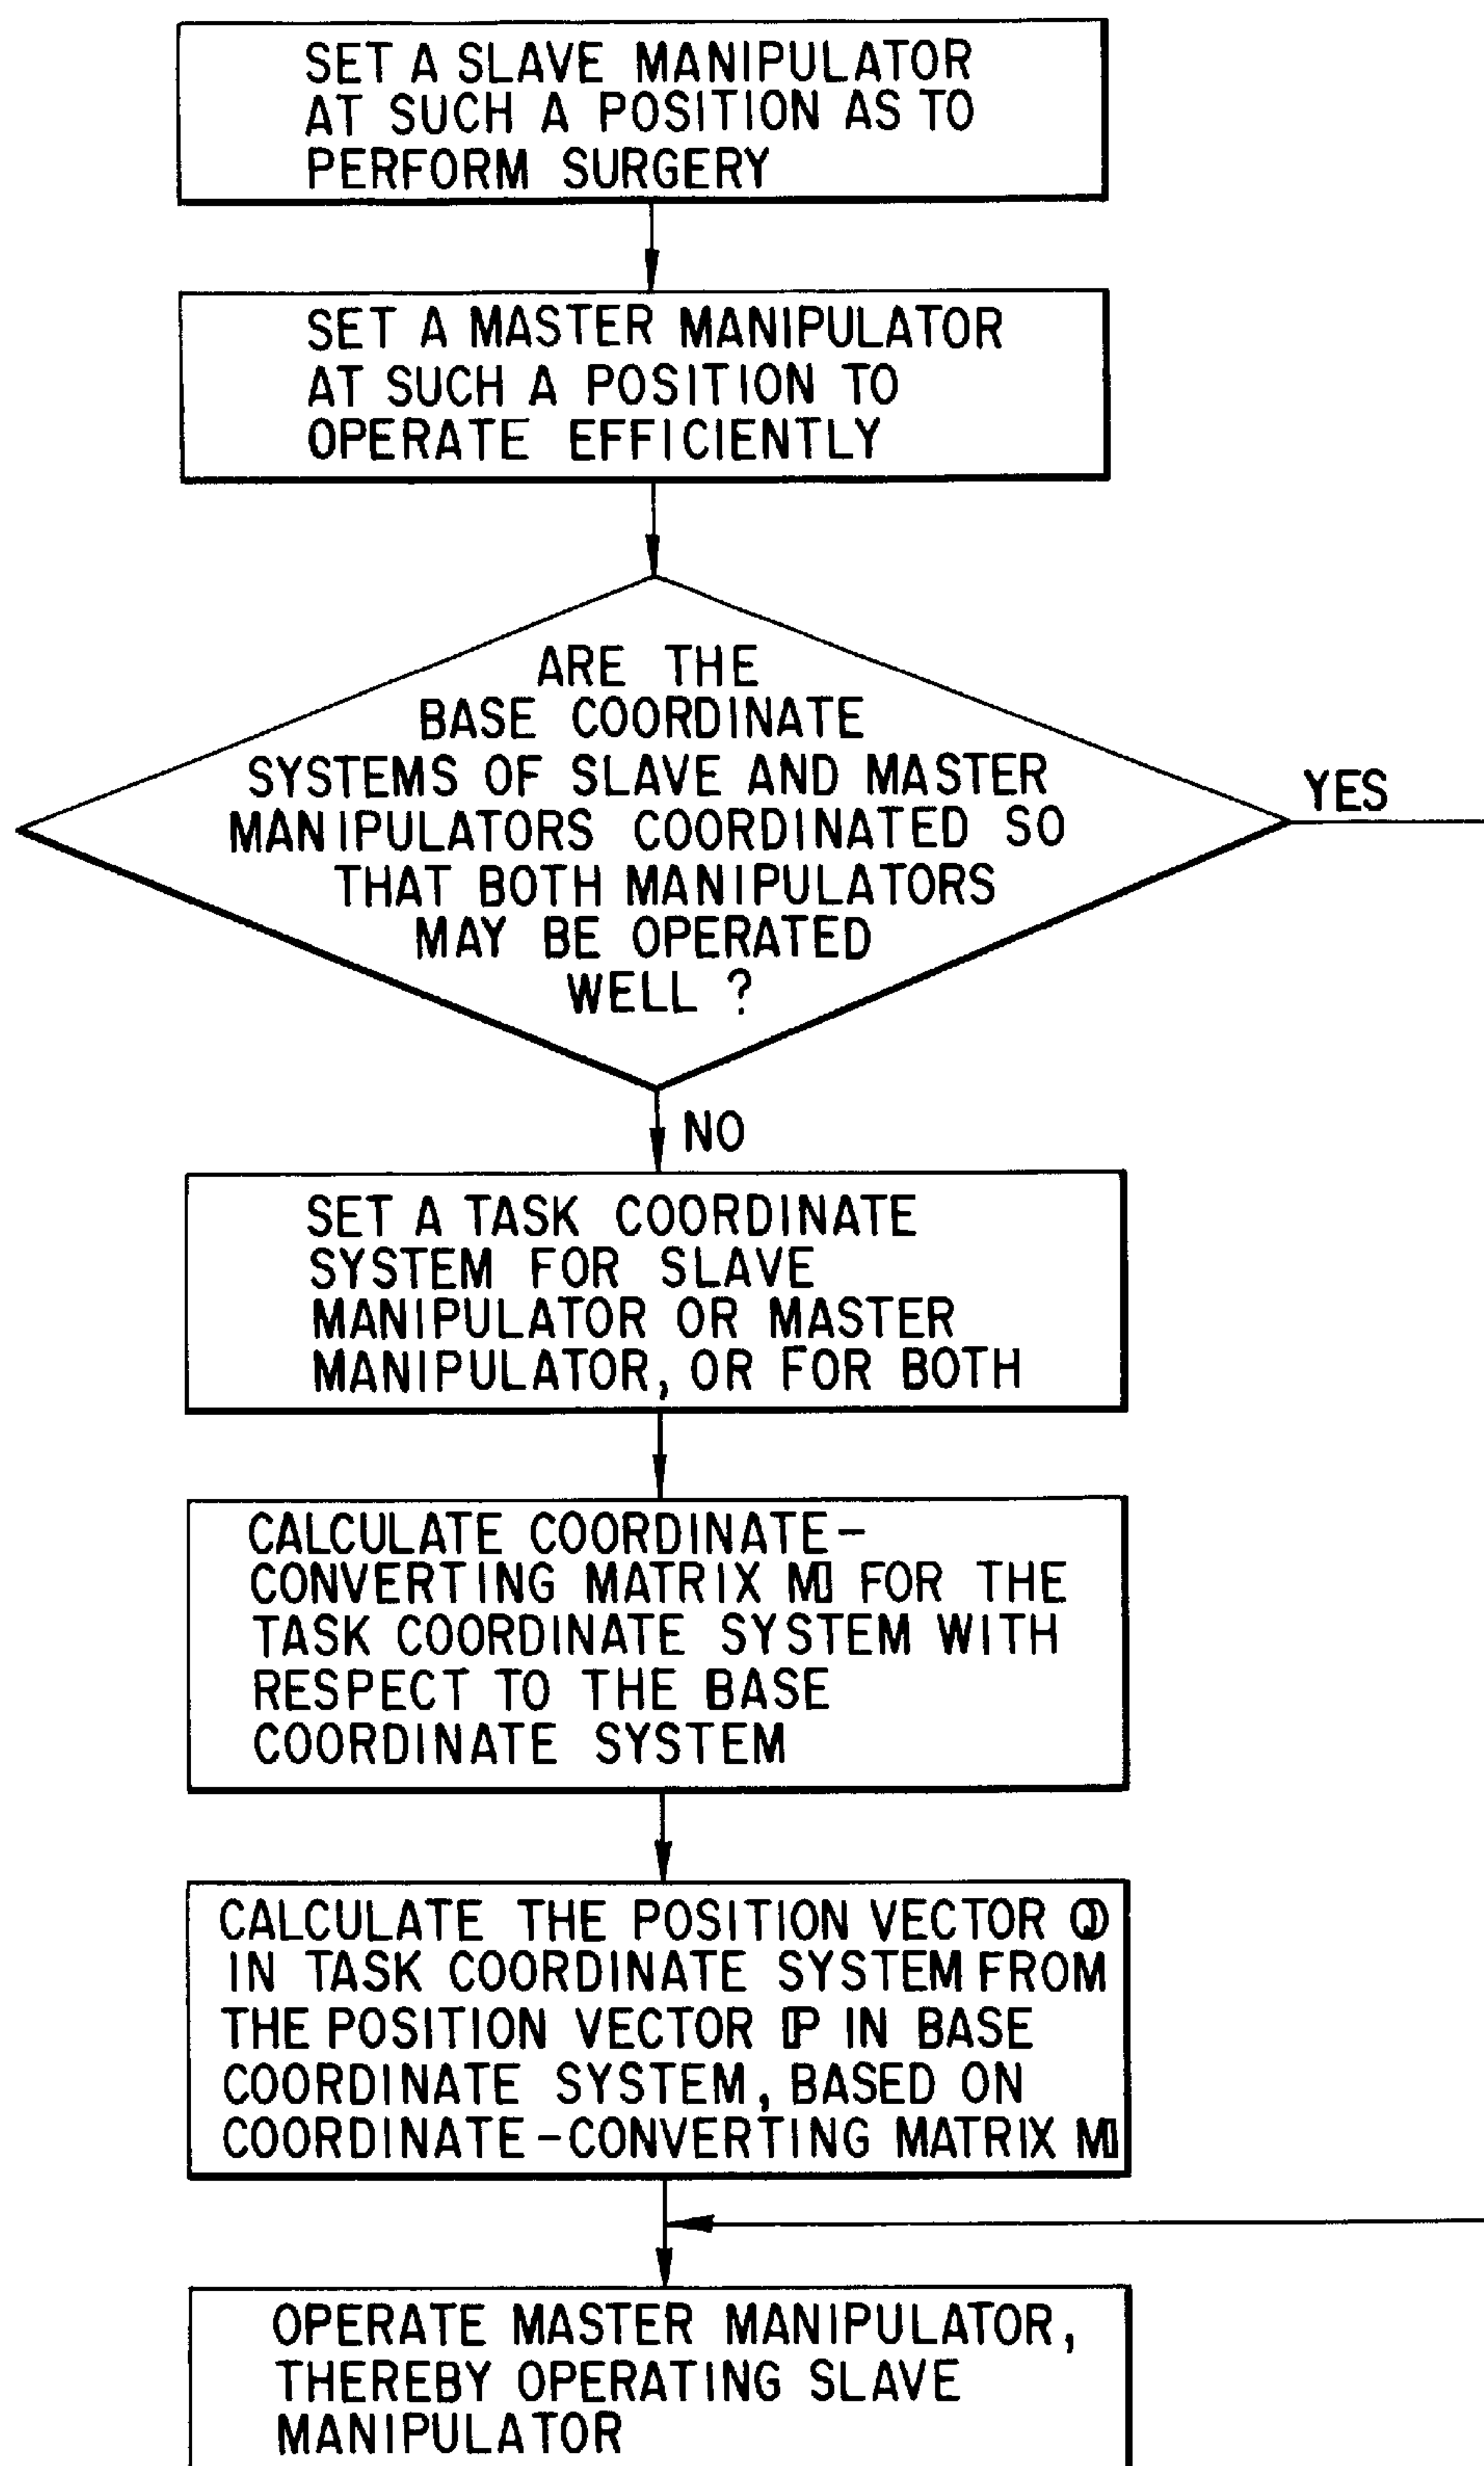 SET A SLAVE MANIPULATOR
AT SUCH A POSITION AS TO
PERFORM SURGERY
SET A MASTER MANIPULATOR
AT SUCH A POSITION TO
OPERATE EFFICIENTLY
ARE THE
BASE COORDINATE
SYSTEMS OF SLAVE AND MASTER
MANIPULATORS COORDINATED SO
THAT BOTH MANIPULATORS
MAY BE OPERATED
WELL ?
YES
NO
SET A TASK COORDINATE
SYSTEM FOR SLAVE
MANIPULATOR OR MASTER
MANIPULATOR, OR FOR BOTH
CALCULATE COORDINATE-
CONVERTING MATRIX M FOR THE
TASK COORDINATE SYSTEM WITH
RESPECT TO THE BASE
COORDINATE SYSTEM
CALCULATE THE POSITION VECTOR Q
IN TASK COORDINATE SYSTEM FROM
THE POSITION VECTOR P IN BASE
COORDINATE SYSTEM, BASED ON
COORDINATE-CONVERTING MATRIX M
OPERATE MASTER MANIPULATOR,
THEREBY OPERATING SLAVE
MANIPULATOR